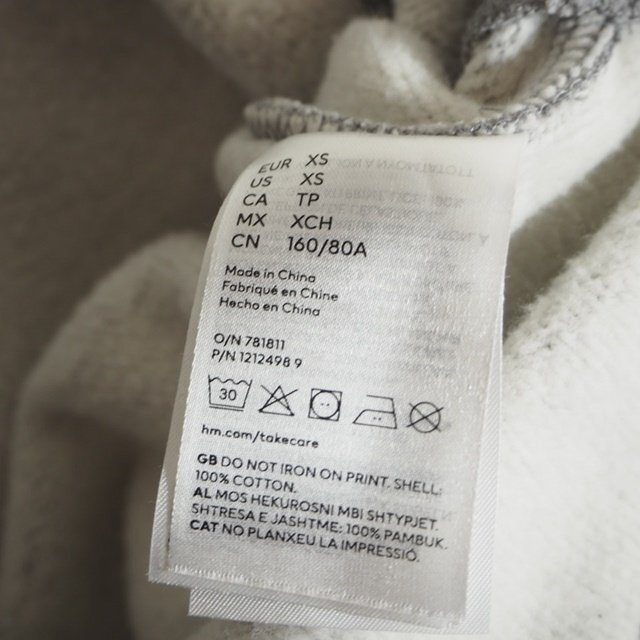 EUR XS
US XS
CA TP
MX XCH
CN 160/80A
Made in China
Fabriqué en Chine
Hecho en China
O/N 781811
P/N 1212498 9
30
hm.com/takecare
GB DO NOT IRON ON PRINT. SHELL:
100% COTTON.
AL MOS HEKUROSNI MBI SHTYPJET.
SHTRESA E JASHTME: 100% PAMBUK.
CAT NO PLANXEU LA IMPRESSIÓ.